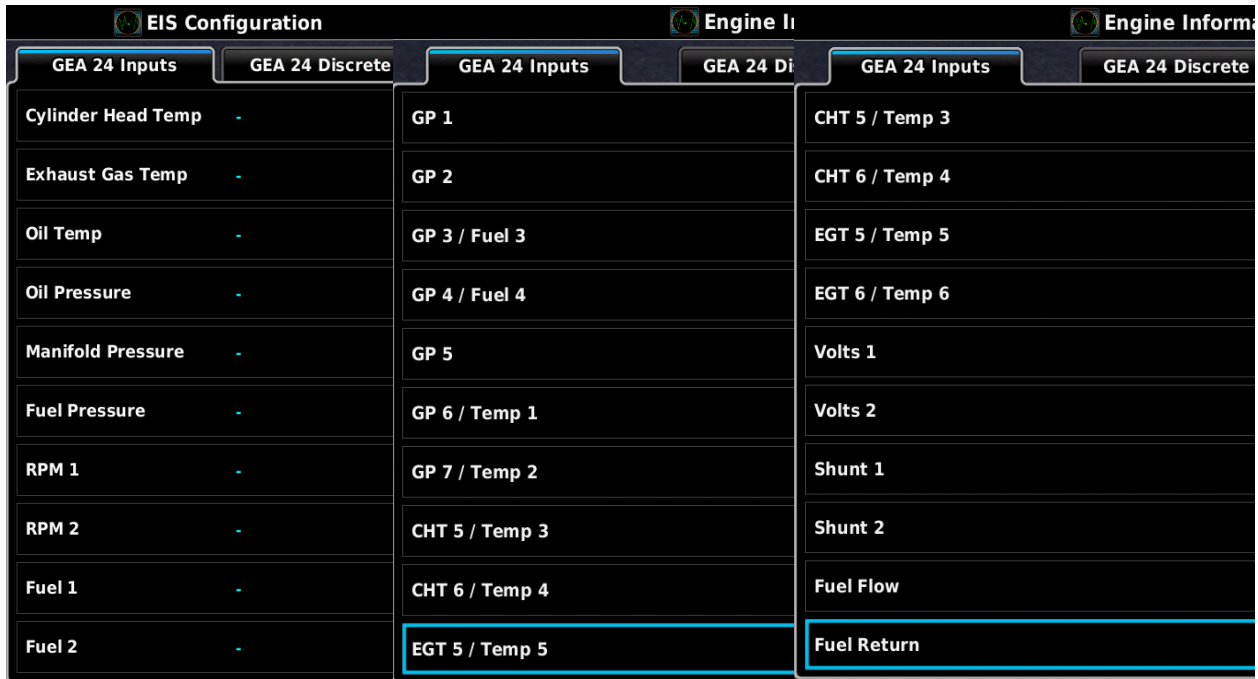 EIS Configuration
GEA 24 Inputs
GEA 24 Discrete
Cylinder Head Temp -
Exhaust Gas Temp -
Oil Temp -
Oil Pressure -
Manifold Pressure -
Fuel Pressure -
RPM 1 -
RPM 2 -
Fuel 1 -
Fuel 2 -
Engine
GEA 24 Inputs
GEA 24
GP 1
GP 2
GP 3 / Fuel 3
GP 4 / Fuel 4
GP 5
GP 6 / Temp 1
GP 7 / Temp 2
CHT 5 / Temp 3
CHT 6 / Temp 4
EGT 5 / Temp 5
Engine Informa
GEA 24 Inputs
GEA 24 Discrete
CHT 5 / Temp 3
CHT 6 / Temp 4
EGT 5 / Temp 5
EGT 6 / Temp 6
Volts 1
Volts 2
Shunt 1
Shunt 2
Fuel Flow
Fuel Return